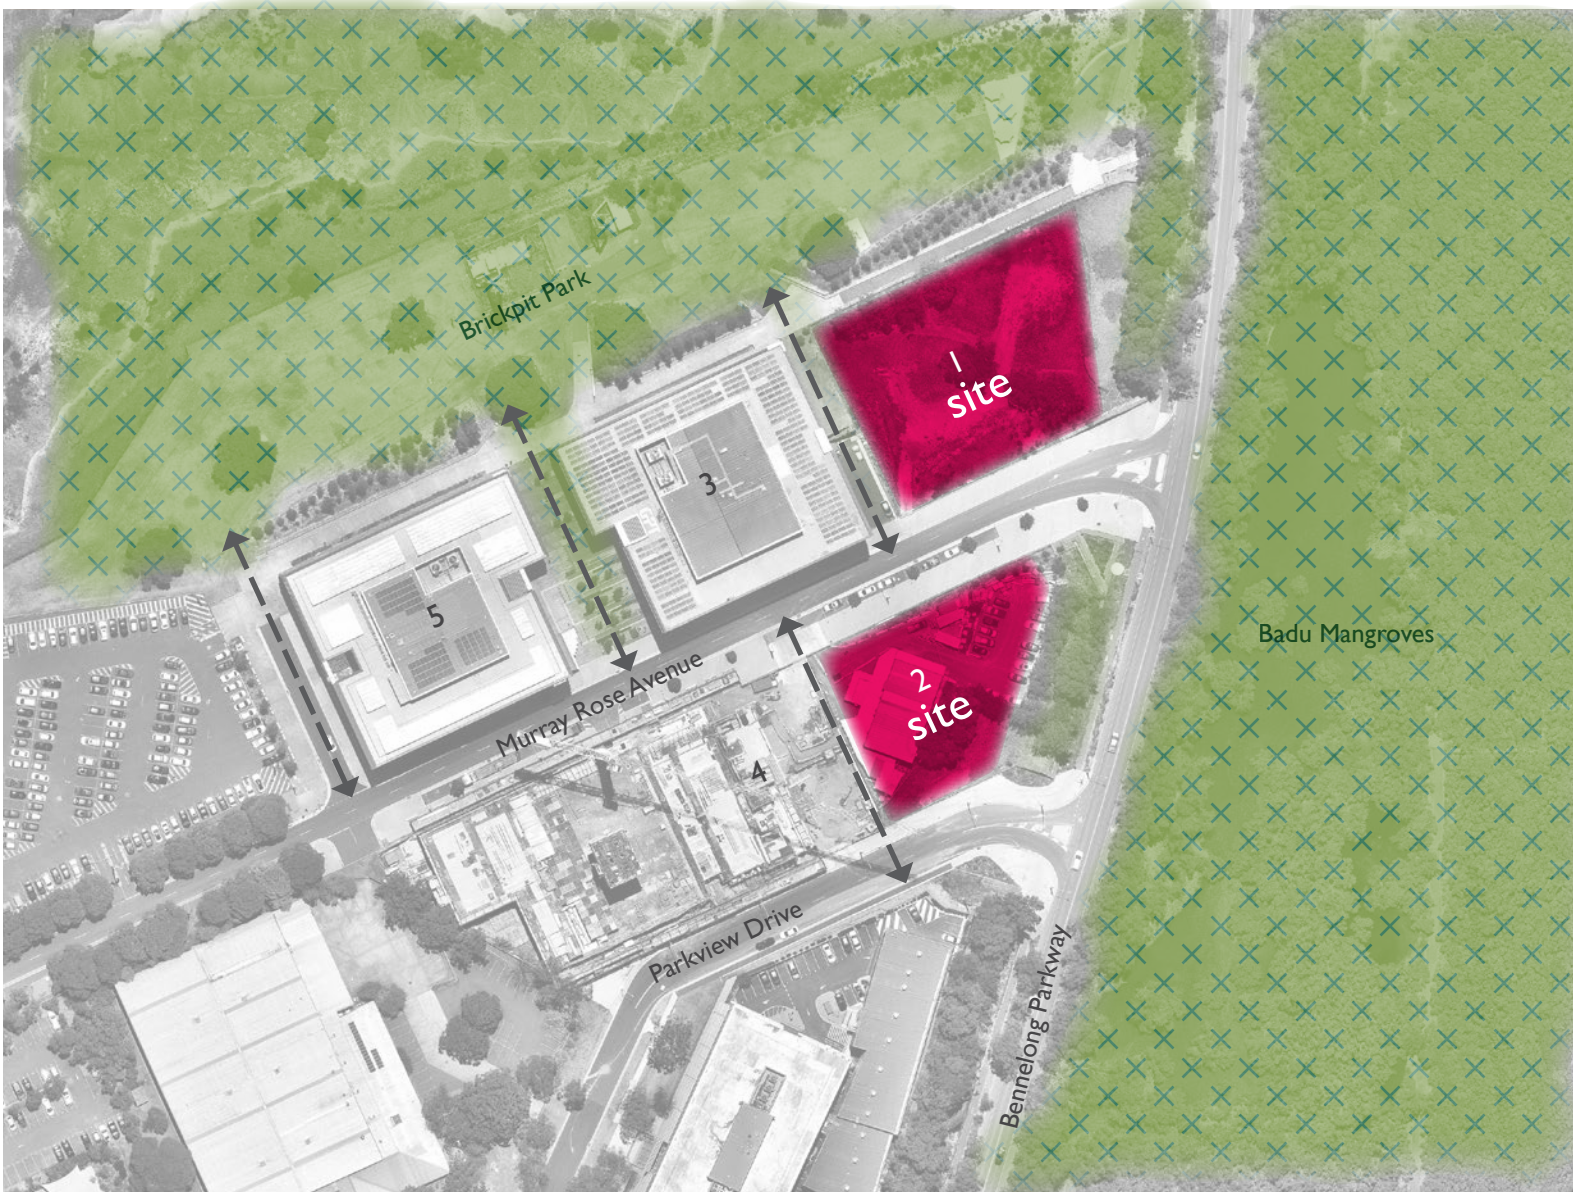 Brickpit Park
1
site
3
5
Badu Mangroves
2
site
Murray Rose Avenue
4
Parkview Drive
Bennelong Parkway